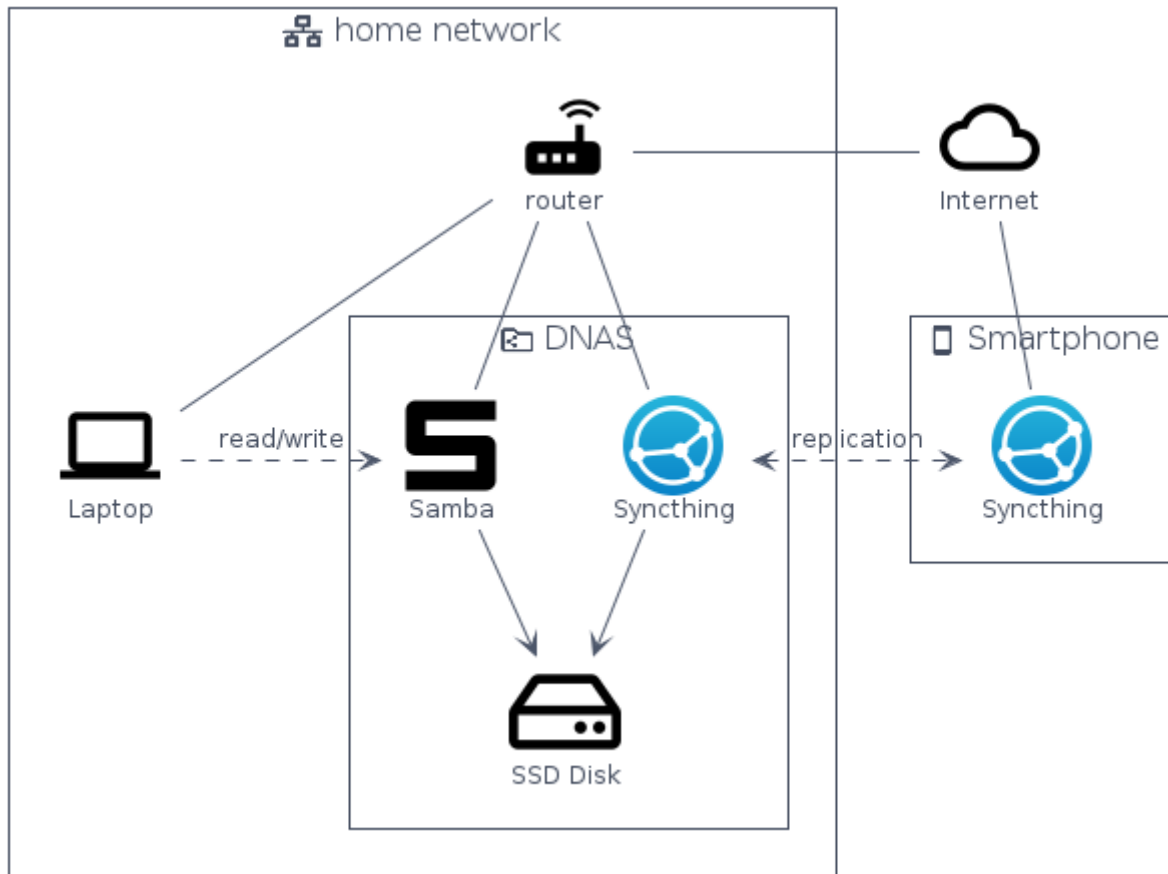 home network
router
Internet
DNAS
Smartphone
read/write
replication
Laptop
Samba
Syncthing
Syncthing
SSD Disk